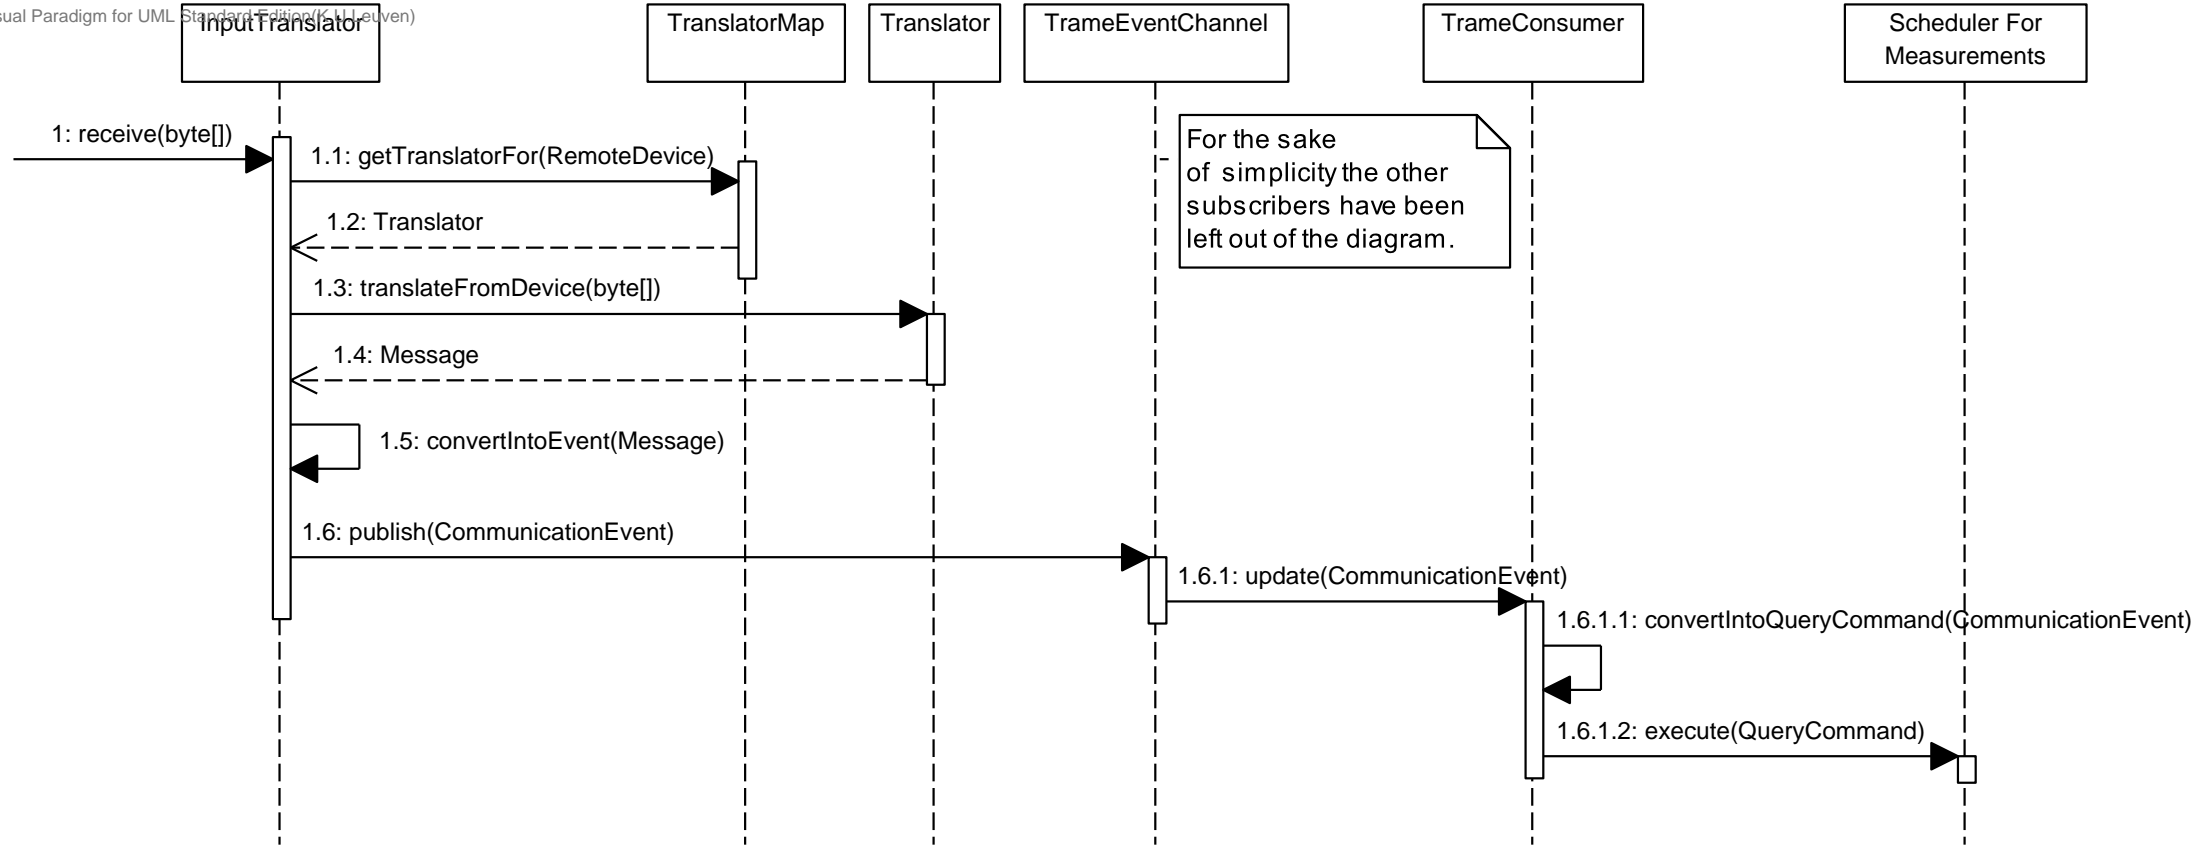 sual Paradigm for UML Standard Edition(K.U.Leuven)
InputTranslator
TranslatorMap
Translator
TrameEventChannel
TrameConsumer
Scheduler For
Measurements
1: receive(byte[])
1.1: getTranslatorFor(RemoteDevice)
For the sake
of simplicity the other
subscribers have been
left out of the diagram.
1.2: Translator
1.3: translateFromDevice(byte[])
1.4: Message
1.5: convertIntoEvent(Message)
1.6: publish(CommunicationEvent)
1.6.1: update(CommunicationEvent)
1.6.1.1: convertIntoQueryCommand(CommunicationEvent)
1.6.1.2: execute(QueryCommand)